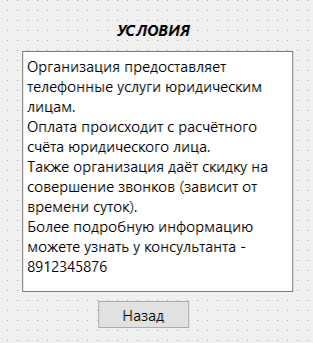 УСЛОВИЯ
Организация предоставляет
телефонные услуги юридическим
лицам.
Оплата происходит с расчётного
счёта юридического лица.
Также организация даёт скидку на
совершение звонков (зависит от
времени суток).
Более подробную информацию
можете узнать у консультанта -
8912345876
Назад